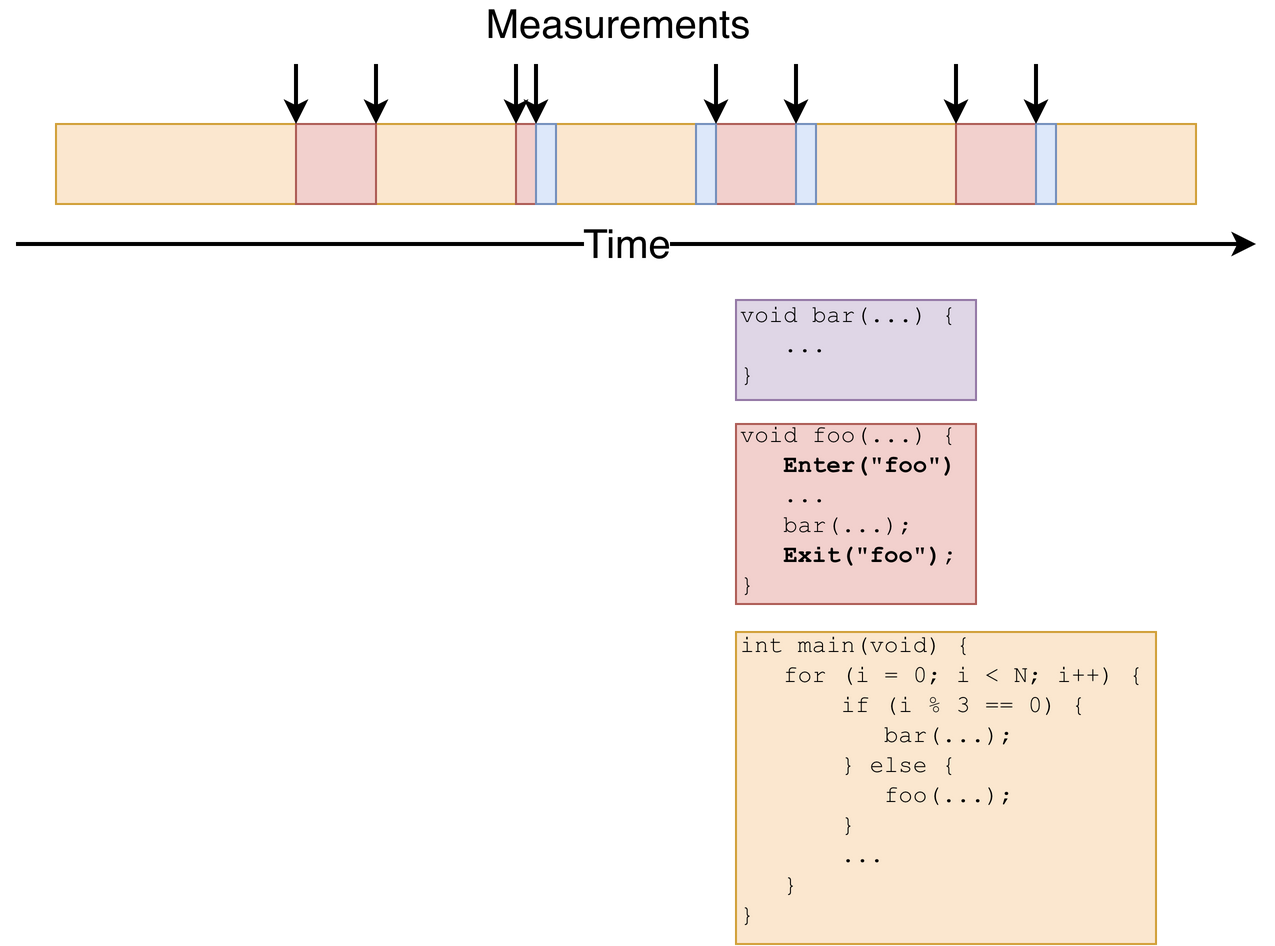 Measurements
Time
void bar(...) {
   ...
}
void foo(...) {
   Enter("foo")
   ...
   bar(...);
   Exit("foo");
}
int main(void) {
   for (i = 0; i < N; i++) {
       if (i % 3 == 0) {
          bar(...);
       } else {
          foo(...);
       }
       ...
   }
}